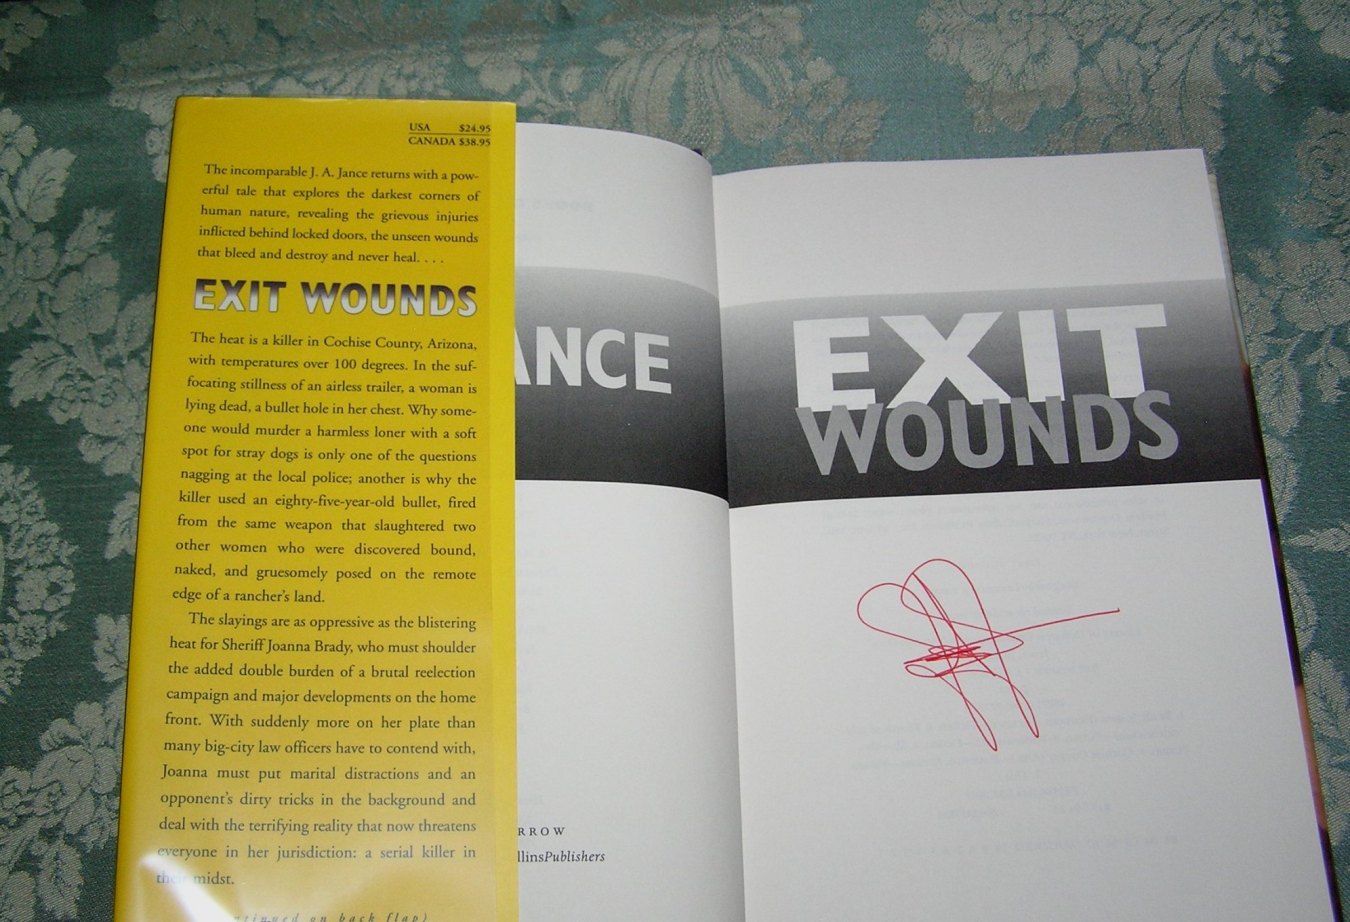 USA $24.95
CANADA $38.95
The incomparable J. A. Jance returns with a pow-
erful tale that explores the darkest corners of
human nature, revealing the grievous injuries
inflicted behind locked doors, the unseen wounds
that bleed and destroy and never heal. . . .
EXIT WOUNDS
The heat is a killer in Cochise County, Arizona,
with temperatures over 100 degrees. In the suf-
focating stillness of an airless trailer, a woman is
lying dead, a bullet hole in her chest. Why some-
one would murder a harmless loner with a soft
spot for stray dogs is only one of the questions
nagging at the local police; another is why the
killer used an eighty-five-year-old bullet, fired
from the same weapon that slaughtered two
other women who were discovered bound,
naked, and gruesomely posed on the remote
edge of a rancher's land.
The slayings are as oppressive as the blistering
heat for Sheriff Joanna Brady, who must shoulder
the added double burden of a brutal reelection
campaign and major developments on the home
front. With suddenly more on her plate than
many big-city law officers have to contend with,
Joanna must put marital distractions and an
opponent's dirty tricks in the background and
deal with the terrifying reality that now threatens
everyone in her jurisdiction: a serial killer in
their midst.
continued on back flap)
ANCE
RROW
llinsPublishers
EXIT
WOUNDS